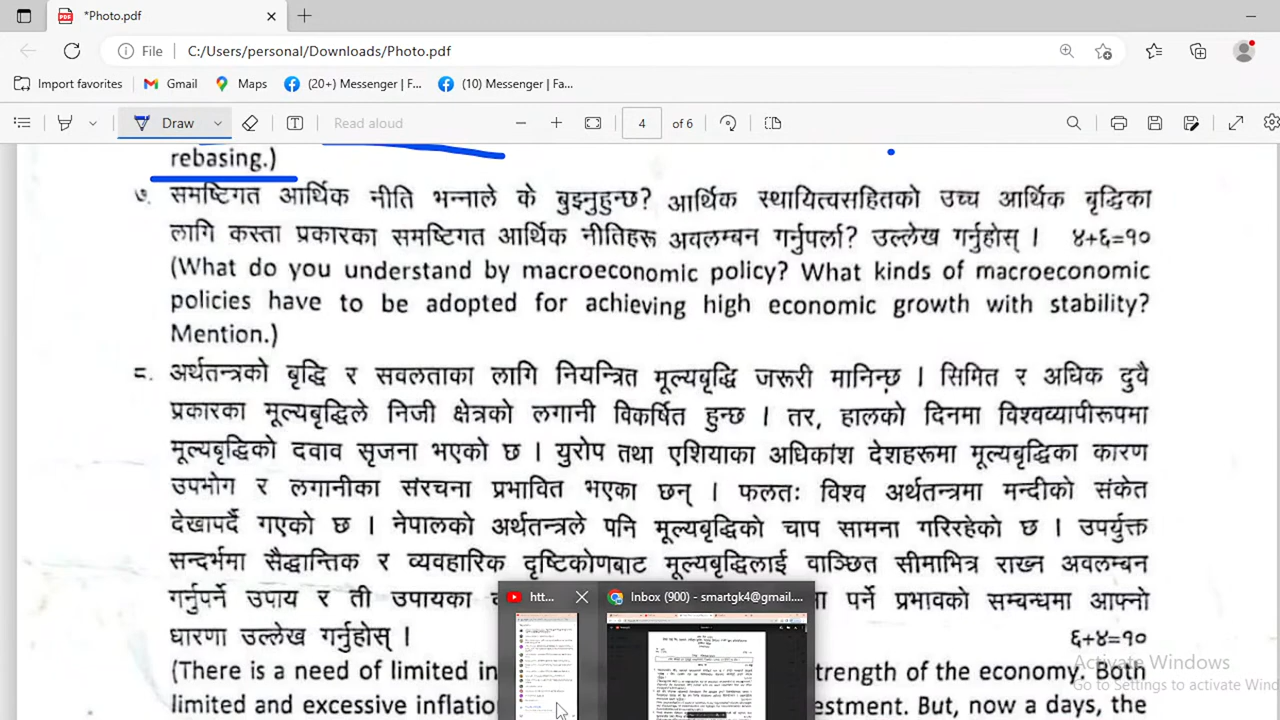 *Photo.pdf
File C:/Users/personal/Downloads/Photo.pdf
Import favorites Gmail Maps (20+) Messenger | F... (10) Messenger | Fa...
Draw Read aloud 4 of 6
rebasing.)
७. समष्टिगत आर्थिक नीति भन्नाले के बुझ्नुहुन्छ? आर्थिक स्थायित्वसहितको उच्च आर्थिक बृद्धिका
लागि कस्ता प्रकारका समष्टिगत आर्थिक नीतिहरू अवलम्बन गर्नुपर्ला? उल्लेख गर्नुहोस् । ४+६=१०
(What do you understand by macroeconomic policy? What kinds of macroeconomic
policies have to be adopted for achieving high economic growth with stability?
Mention.)
८. अर्थतन्त्रको बृद्धि र सवलताका लागि नियन्त्रित मूल्यबृद्धि जरूरी मानिन्छ । सिमित र अधिक दुवै
प्रकारका मूल्यबृद्धिले निजी क्षेत्रको लगानी विकर्षित हुन्छ । तर, हालको दिनमा विश्वव्यापीरूपमा
मूल्यबृद्धिको दवाव सृजना भएको छ । युरोप तथा एशियाका अधिकांश देशहरूमा मूल्यबृद्धिका कारण
उपभोग र लगानीका संरचना प्रभावित भएका छन् । फलतः विश्व अर्थतन्त्रमा मन्दीको संकेत
देखापर्दै गएको छ । नेपालको अर्थतन्त्रले पनि मूल्यबृद्धिको चाप सामना गरिरहेको छ । उपर्युक्त
सन्दर्भमा सैद्धान्तिक र व्यवहारिक दृष्टिकोणबाट मूल्यबृद्धिलाई वाञ्छित सीमाभित्र राख्न अवलम्बन
गर्नुपर्ने उपाय र ती उपायका पर्ने प्रभावको सम्बन्धमा आफ्नो
htt... Inbox (900) - smartgk4@gmail....
धारणा उल्लेख गर्नुहोस् । ६+४=१०
Activate Windows
(There is a need of limited in trength of the economy. Both
Go to Settings to activate Win
limited and excessive inflatio estment. But, now a days, the